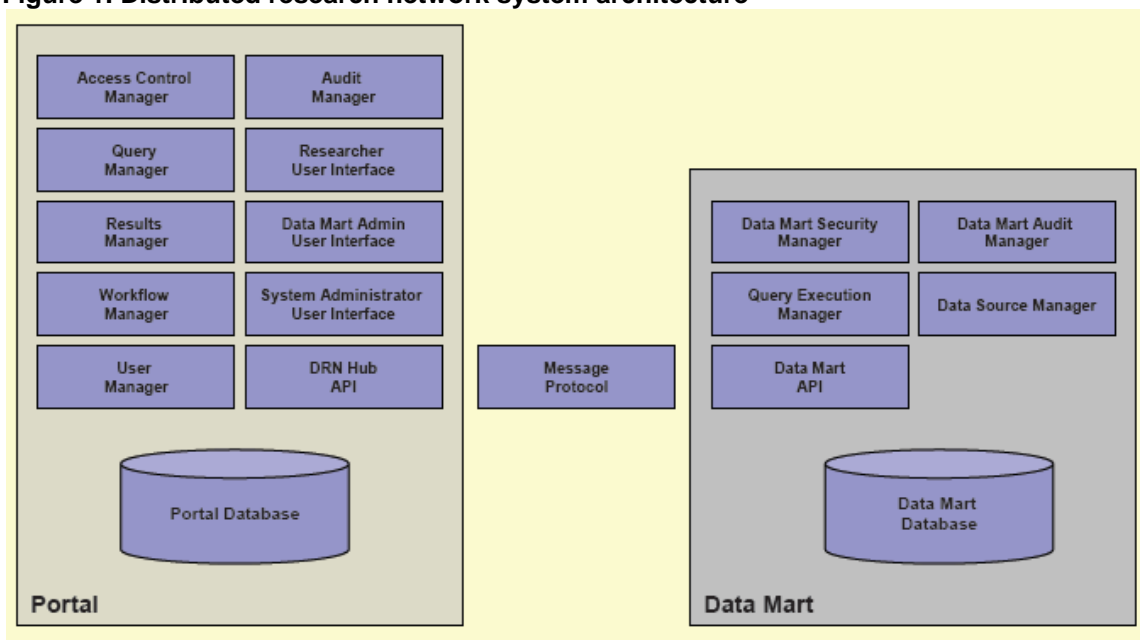 Figure 1. Distributed research network system architecture
Access Control
Manager
Audit
Manager
Query
Manager
Researcher
User Interface
Results
Manager
Data Mart Admin
User Interface
Workflow
Manager
System Administrator
User Interface
User
Manager
DRN Hub
API
Portal Database
Portal
Message
Protocol
Data Mart Security
Manager
Data Mart Audit
Manager
Query Execution
Manager
Data Source Manager
Data Mart
API
Data Mart
Database
Data Mart